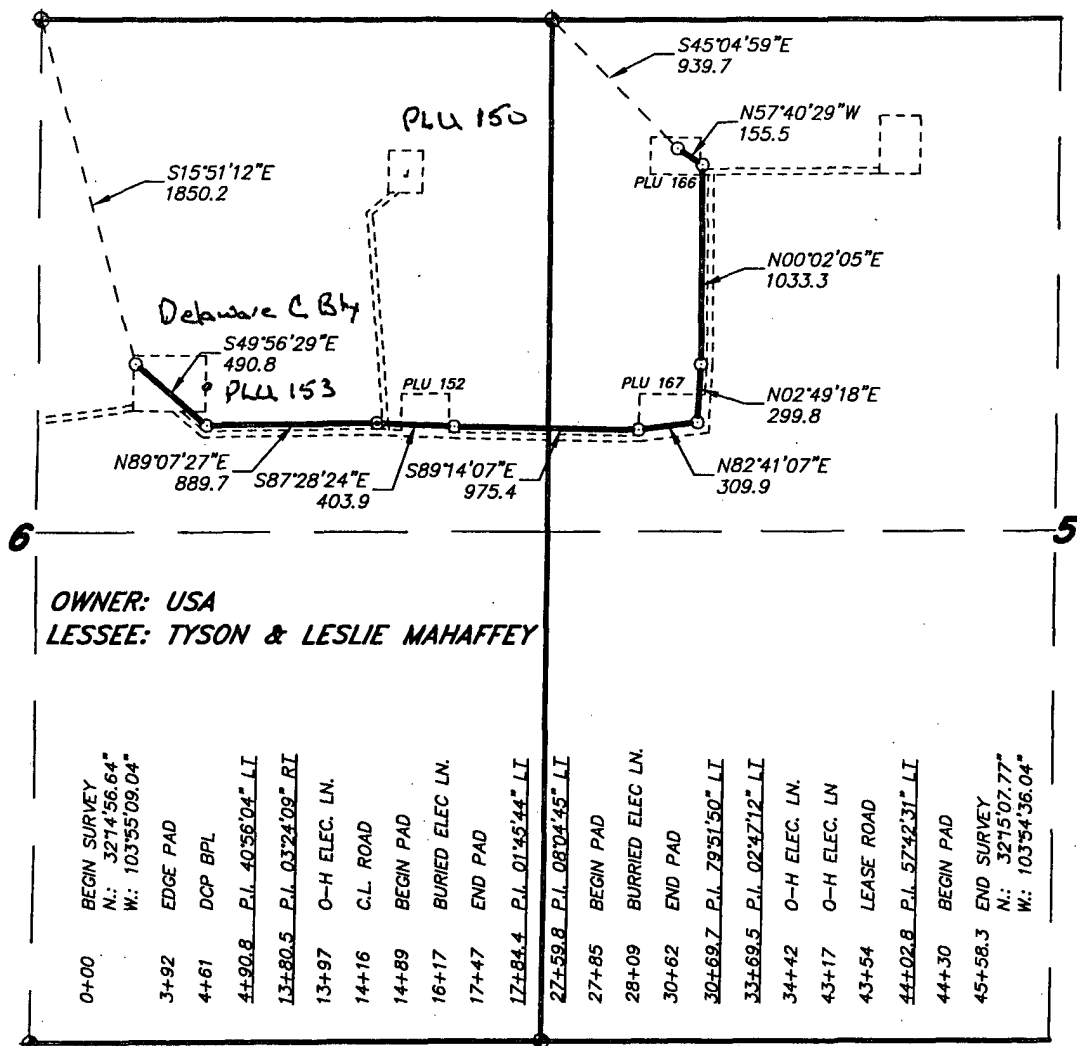 S45°04'59"E
939.7
N57°40'29"W
155.5
PLU 150
S15°51'12"E
1850.2
PLU 166
N00°02'05"E
1033.3
Delaware C Bty
S49°56'29"E
490.8
PLU 153
PLU 152
PLU 167
N02°49'18"E
299.8
N89°07'27"E
889.7
S87°28'24"E
403.9
S89°14'07"E
975.4
N82°41'07"E
309.9
6
5
OWNER: USA
LESSEE: TYSON & LESLIE MAHAFFEY
0+00 BEGIN SURVEY
N.: 32°14'56.64"
W.: 103°55'09.04"
3+92 EDGE PAD
4+61 DCP BPL
4+90.8 P.I. 40°56'04" LT
13+80.5 P.I. 03°24'09" RT
13+97 O-H ELEC. LN.
14+16 C.L. ROAD
14+89 BEGIN PAD
16+17 BURIED ELEC LN.
17+47 END PAD
17+84.4 P.I. 01°45'44" LT
27+59.8 P.I. 08°04'45" LT
27+85 BEGIN PAD
28+09 BURRIED ELEC LN.
30+62 END PAD
30+69.7 P.I. 79°51'50" LT
33+69.5 P.I. 02°47'12" LT
34+42 O-H ELEC. LN.
43+17 O-H ELEC. LN
43+54 LEASE ROAD
44+02.8 P.I. 57°42'31" LT
44+30 BEGIN PAD
45+58.3 END SURVEY
N.: 32°15'07.77"
W.: 103°54'36.04"